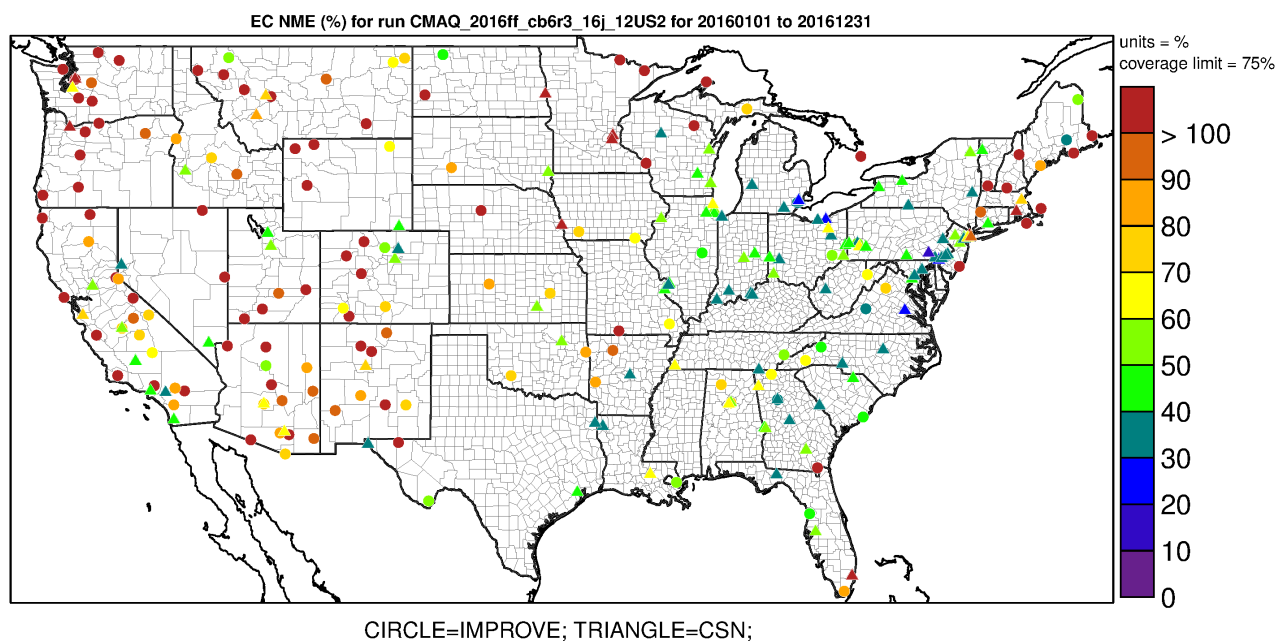 EC NME (%) for run CMAQ_2016ff_cb6r3_16j_12US2 for 20160101 to 20161231
units = %
coverage limit = 75%
> 100
90
80
70
60
50
40
30
20
10
0
CIRCLE=IMPROVE; TRIANGLE=CSN;